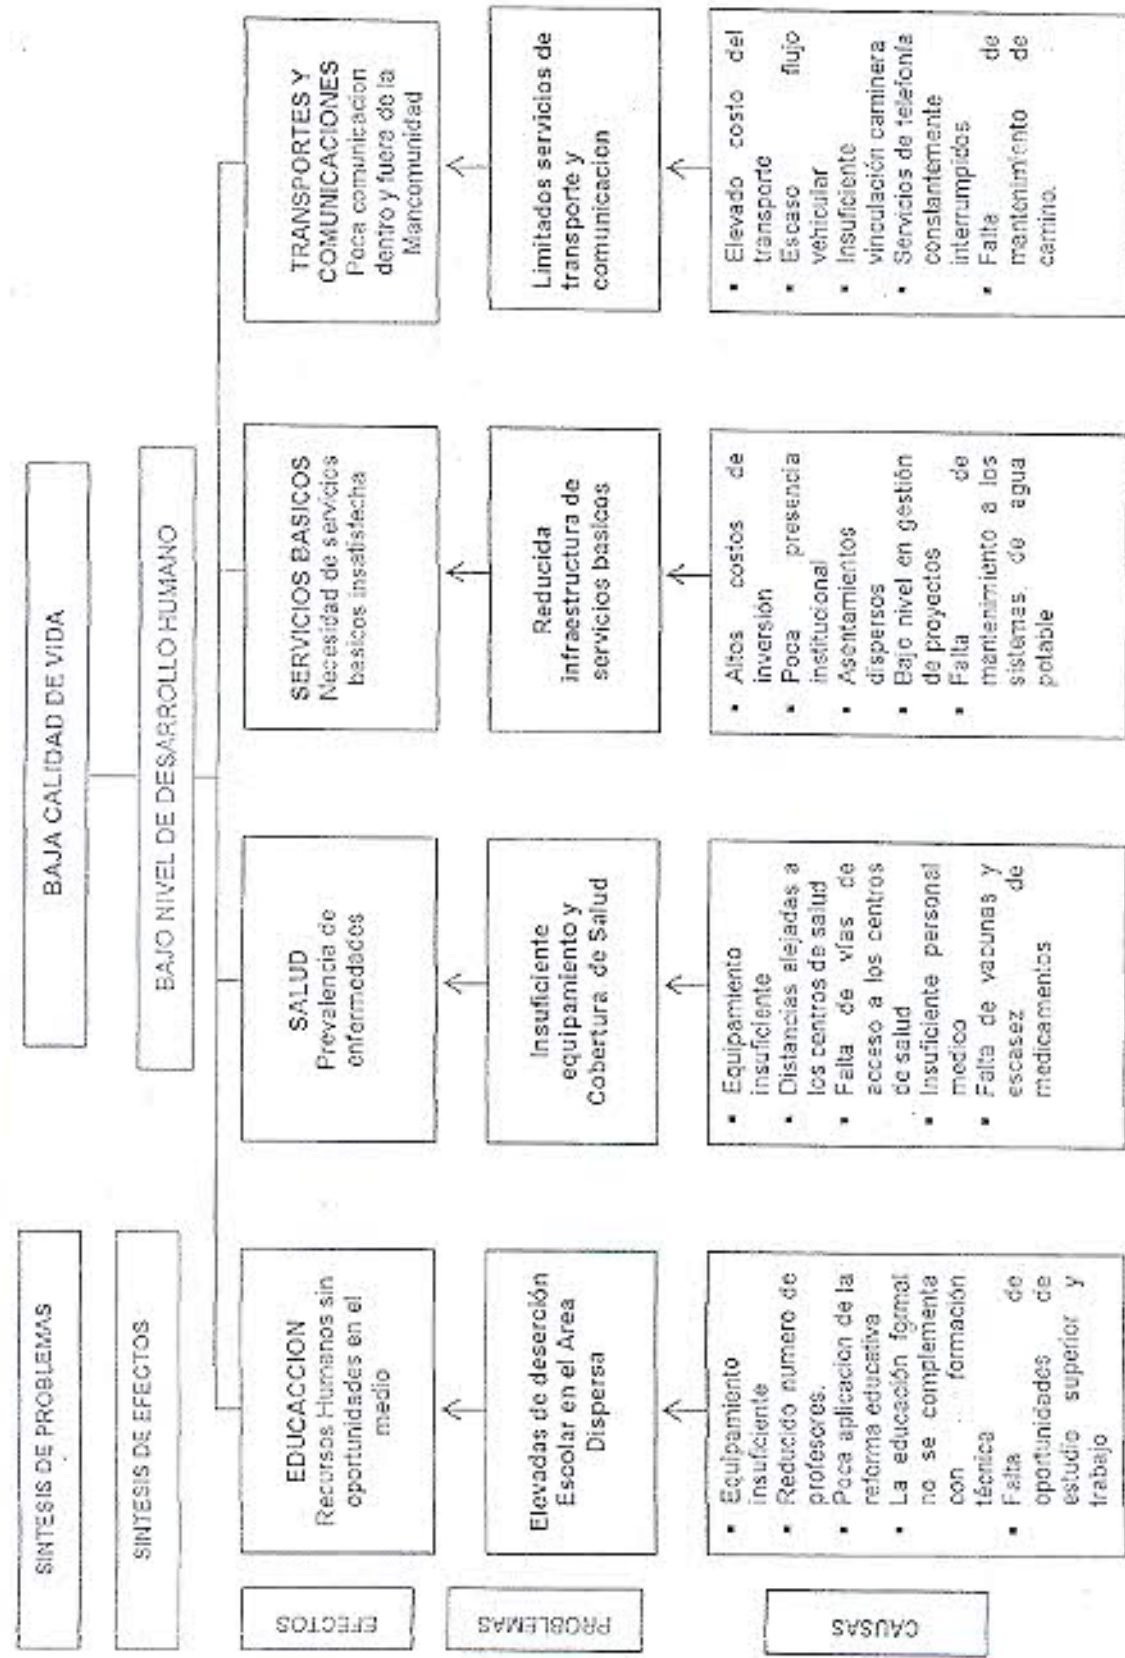 SINTESIS DE PROBLEMAS
BAJA CALIDAD DE VIDA
SINTESIS DE EFECTOS
BAJO NIVEL DE DESARROLLO HUMANO
EFECTOS
EDUCACCION
Recursos Humanos sin
oportunidades en el
medio
SALUD
Prevalencia de
enfermedades
SERVICIOS BASICOS
Necesidad de servicios
basicos insatisfecha
TRANSPORTES Y
COMUNICACIONES
Poca comunicacion
dentro y fuera de la
Mancomunidad
PROBLEMAS
Elevadas de deserción
Escolar en el Area
Dispersa
Insuficiente
equipamiento y
Cobertura de Salud
Reducida
infraestructura de
servicios basicos
Limitados servicios de
transporte y
comunicacion
CAUSAS
▪ Equipamiento
insuficiente
▪ Reducido numero de
profesores.
▪ Poca aplicacion de la
reforma educativa
▪ La educación formal
no se complementa
con formación
técnica
▪ Falta de
oportunidades de
estudio superior y
trabajo
▪ Equipamiento
insuficiente
▪ Distancias alejadas a
los centros de salud
▪ Falta de vías de
acceso a los centros
de salud
▪ Insuficiente personal
medico
▪ Falta de vacunas y
escasez de
medicamentos
▪ Altos costos de
inversión
▪ Poca presencia
institucional
▪ Asentamientos
dispersos
▪ Bajo nivel en gestión
de proyectos
▪ Falta de
mantenimiento a los
sistemas de agua
potable
▪ Elevado costo del
transporte
▪ Escaso flujo
vehicular
▪ Insuficiente
vinculación caminera
▪ Servicios de telefonía
constantemente
interrumpidos
▪ Falta de
mantenimiento de
camino.